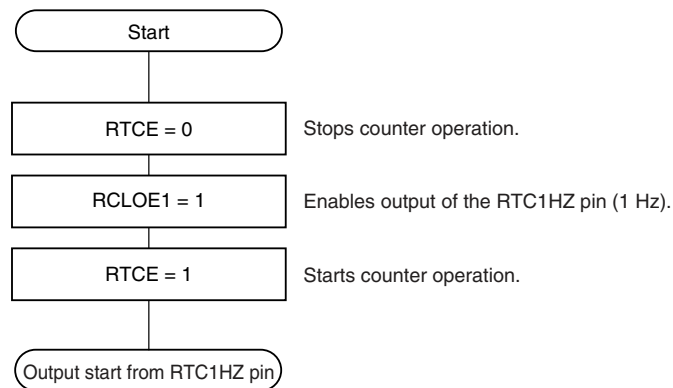 Start
RTCE = 0
Stops counter operation.
RCLOE1 = 1
Enables output of the RTC1HZ pin (1 Hz).
RTCE = 1
Starts counter operation.
Output start from RTC1HZ pin